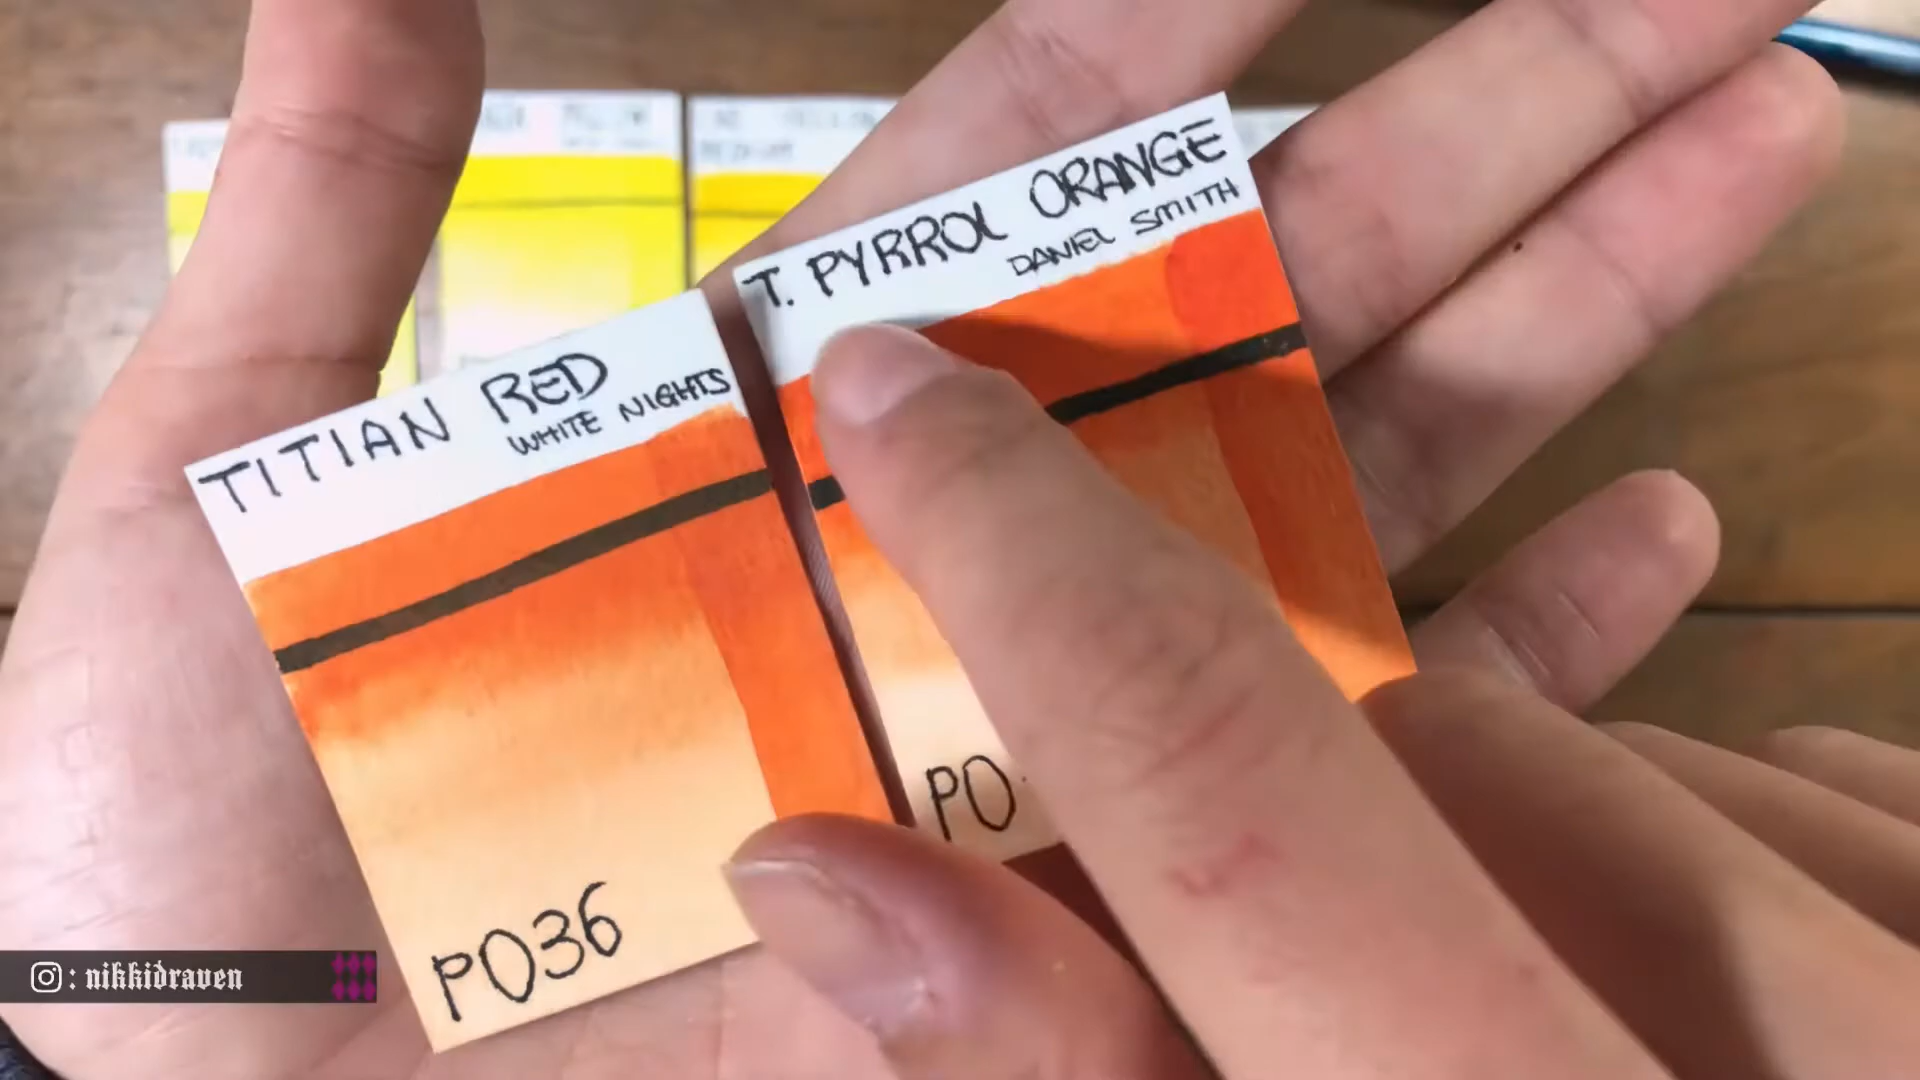 T. PYRROL ORANGE
DANIEL SMITH
TITIAN RED
WHITE NIGHTS
PO
PO36
: nikkidraven